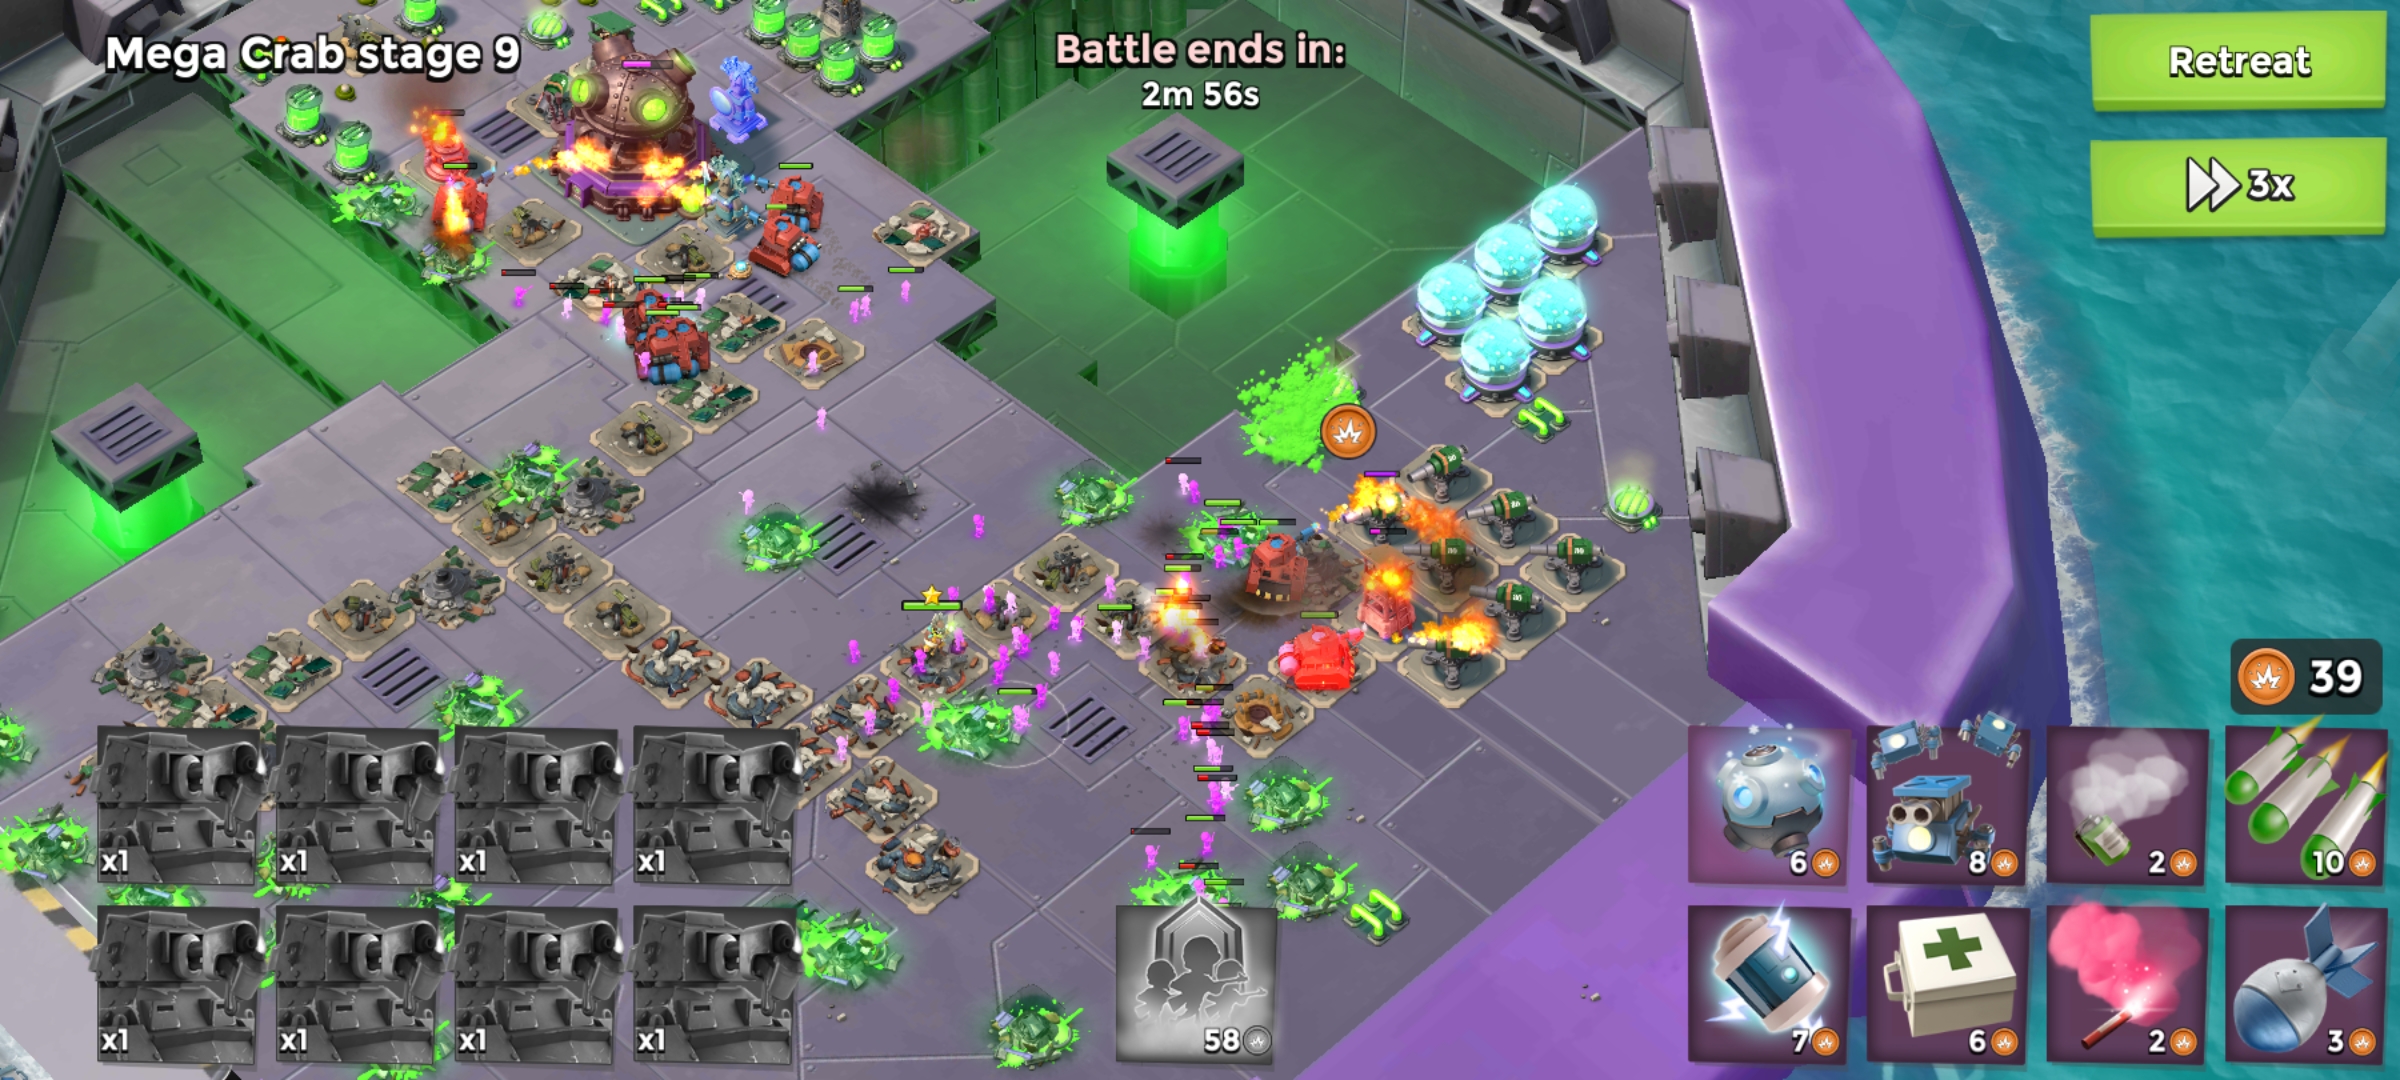 Mega Crab stage 9
Battle ends in:
2m 56s
Retreat
3x
39
x1
x1
x1
x1
6
8
2
10
x1
x1
x1
x1
58
7
6
2
3